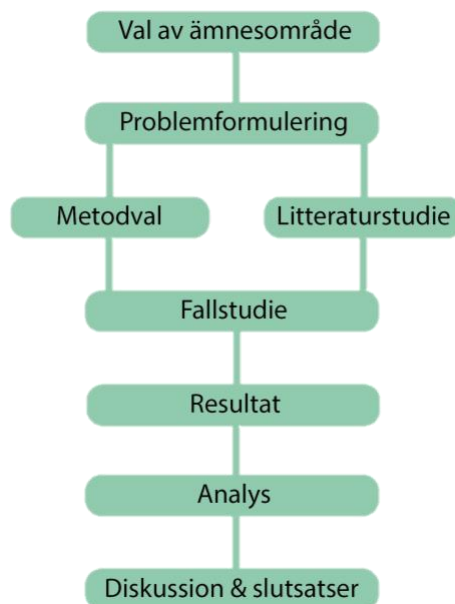 Val av ämnesområde
Problemformulering
Metodval
Litteraturstudie
Fallstudie
Resultat
Analys
Diskussion & slutsatser